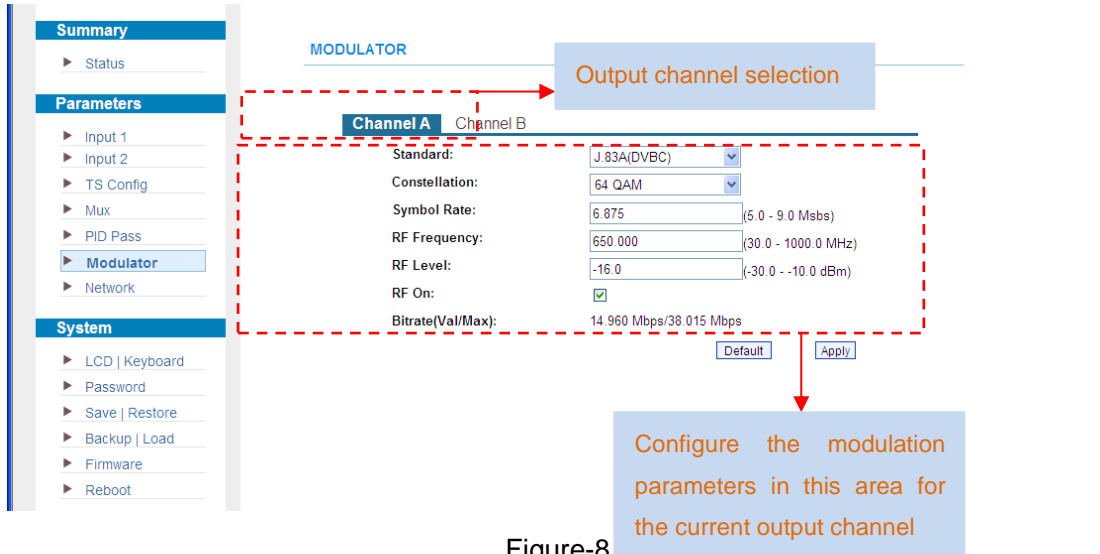 Summary
Status
Parameters
Input 1
Input 2
TS Config
Mux
PID Pass
Modulator
Network
System
LCD | Keyboard
Password
Save | Restore
Backup | Load
Firmware
Reboot
MODULATOR
Output channel selection
Channel A Channel B
Standard: J.83A(DVBC)
Constellation: 64 QAM
Symbol Rate: 6.875 (5.0 - 9.0 Msbs)
RF Frequency: 650.000 (30.0 - 1000.0 MHz)
RF Level: -16.0 (-30.0 - -10.0 dBm)
RF On:
Bitrate(Val/Max): 14.960 Mbps/38.015 Mbps
Default Apply
Configure the modulation
parameters in this area for
the current output channel
Figure-8